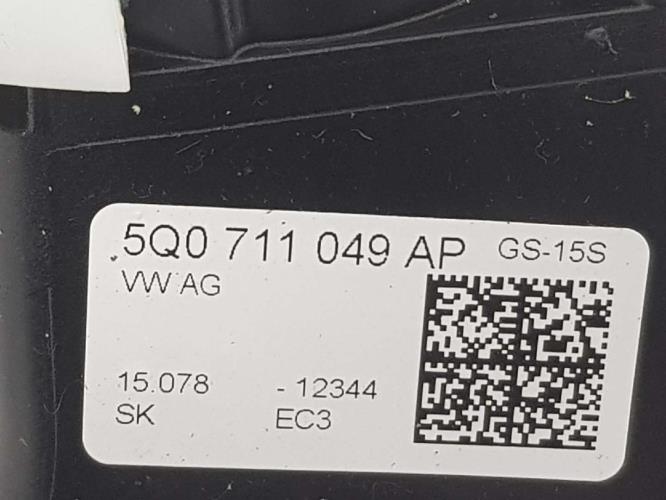 5Q0 711 049 AP GS-15S
VW AG
15.078 - 12344
SK EC3